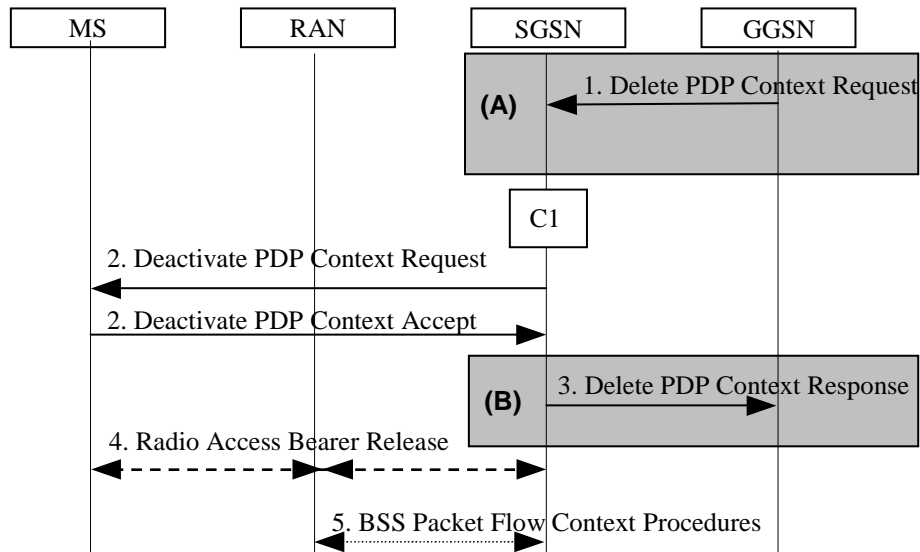 MS RAN SGSN GGSN
1. Delete PDP Context Request
(A)
C1
2. Deactivate PDP Context Request
2. Deactivate PDP Context Accept
3. Delete PDP Context Response
(B)
4. Radio Access Bearer Release
5. BSS Packet Flow Context Procedures